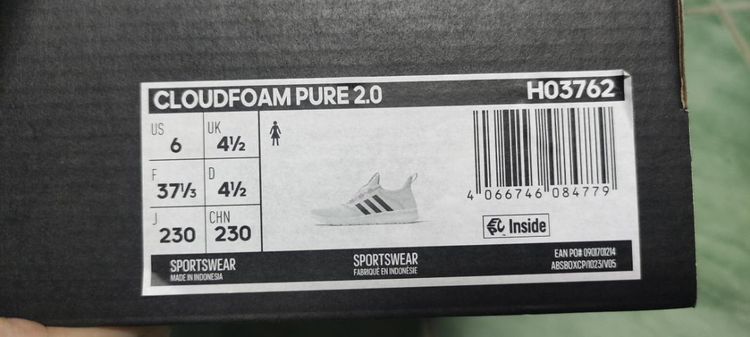 CLOUDFOAM PURE 2.0 H03762
US 6 UK 4½
F 37⅓ D 4½
J 230 CHN 230
4 066746 084779
Inside
SPORTSWEAR
MADE IN INDONESIA
SPORTSWEAR
FABRIQUÉ EN INDONÉSIE
EAN PO# 0901701214
ABSBOXCP/1023/V05